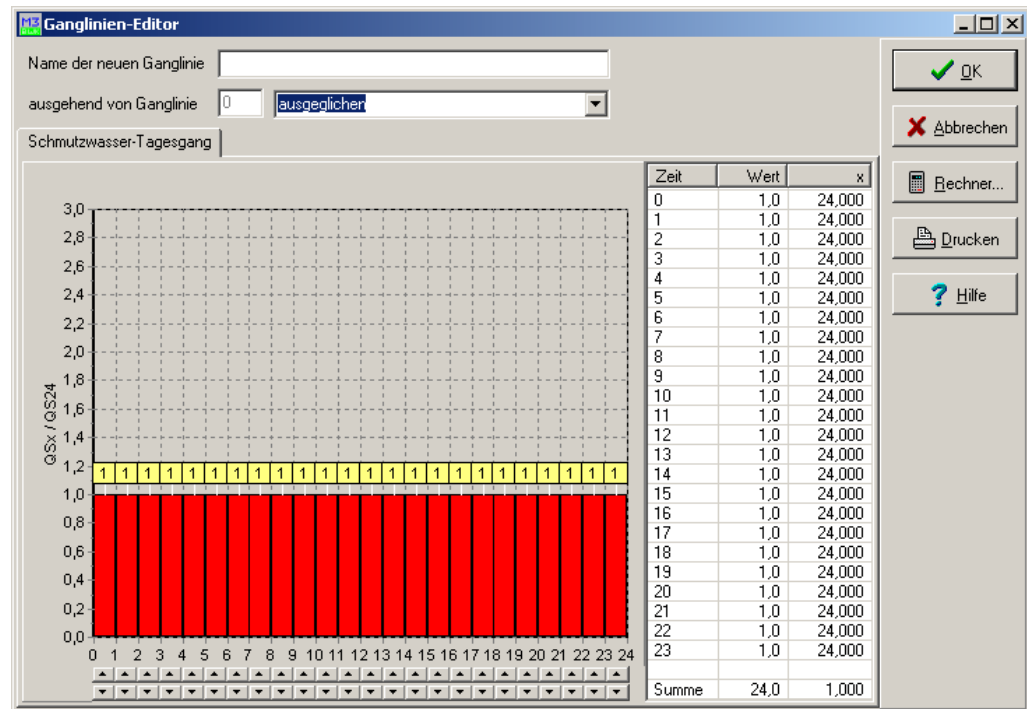 M3 Ganglinien-Editor
Name der neuen Ganglinie
ausgehend von Ganglinie 0 ausgeglichen
Schmutzwasser-Tagesgang
OK
Abbrechen
Rechner...
Drucken
Hilfe
QSx / QS24
3,0
2,8
2,6
2,4
2,2
2,0
1,8
1,6
1,4
1,2
1,0
0,8
0,6
0,4
0,2
0,0
1 1 1 1 1 1 1 1 1 1 1 1 1 1 1 1 1 1 1 1 1 1 1 1
0 1 2 3 4 5 6 7 8 9 10 11 12 13 14 15 16 17 18 19 20 21 22 23 24
Zeit Wert x
0 1,0 24,000
1 1,0 24,000
2 1,0 24,000
3 1,0 24,000
4 1,0 24,000
5 1,0 24,000
6 1,0 24,000
7 1,0 24,000
8 1,0 24,000
9 1,0 24,000
10 1,0 24,000
11 1,0 24,000
12 1,0 24,000
13 1,0 24,000
14 1,0 24,000
15 1,0 24,000
16 1,0 24,000
17 1,0 24,000
18 1,0 24,000
19 1,0 24,000
20 1,0 24,000
21 1,0 24,000
22 1,0 24,000
23 1,0 24,000
Summe 24,0 1,000